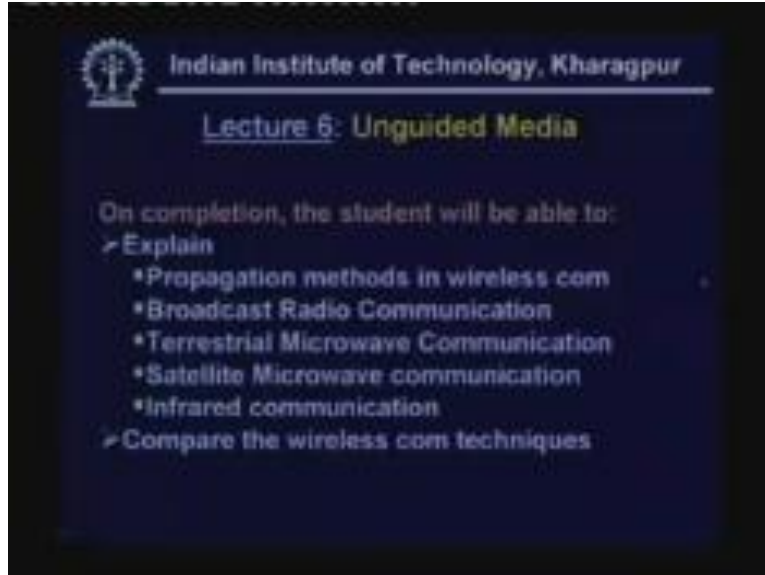 Indian Institute of Technology, Kharagpur
Lecture 6: Unguided Media
On completion, the student will be able to:
➢Explain
▪Propagation methods in wireless com
▪Broadcast Radio Communication
▪Terrestrial Microwave Communication
▪Satellite Microwave communication
▪Infrared communication
➢Compare the wireless com techniques